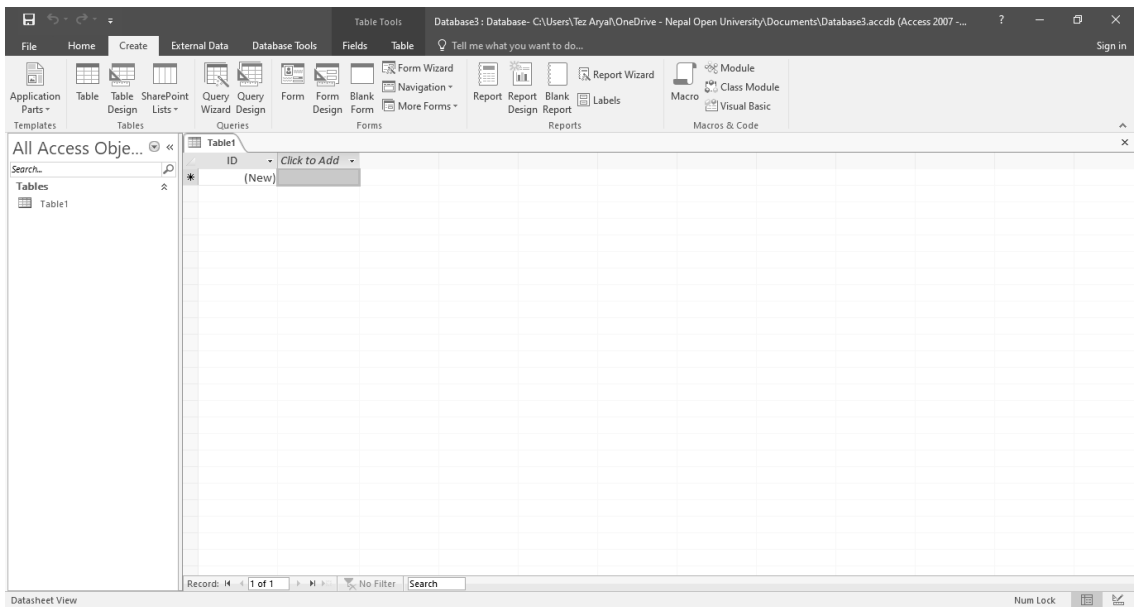 Table Tools Database3 : Database- C:\Users\Tez Aryal\OneDrive - Nepal Open University\Documents\Database3.accdb (Access 2007 -... ?
File Home Create External Data Database Tools Fields Table Tell me what you want to do... Sign in
Application Parts
Table
Table Design
SharePoint Lists
Query Wizard
Query Design
Form
Form Design
Blank Form
Form Wizard
Navigation
More Forms
Report
Report Design
Blank Report
Report Wizard
Labels
Macro
Module
Class Module
Visual Basic
Templates Tables Queries Forms Reports Macros & Code
All Access Obje...
Search...
Tables
Table1
Table1
ID Click to Add
(New)
Record: 1 of 1 No Filter Search
Datasheet View Num Lock